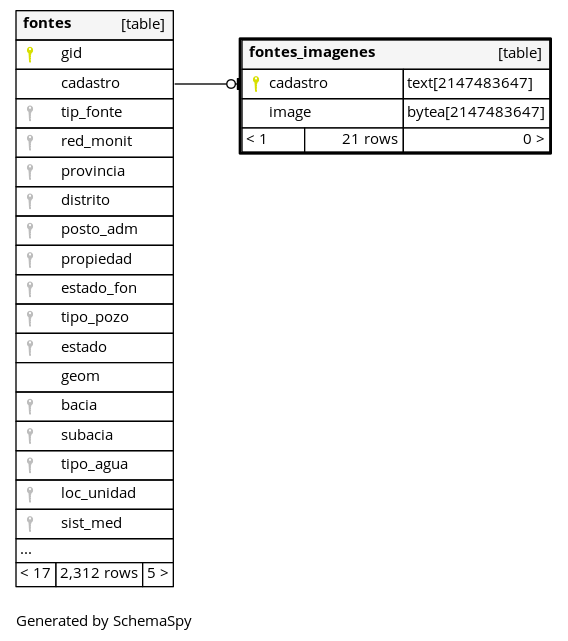 fontes [table]
gid
cadastro
tip_fonte
red_monit
provincia
distrito
posto_adm
propiedad
estado_fon
tipo_pozo
estado
geom
bacia
subacia
tipo_agua
loc_unidad
sist_med
...
< 17 2,312 rows 5 >
fontes_imagenes [table]
cadastro text[2147483647]
image bytea[2147483647]
< 1 21 rows 0 >
Generated by SchemaSpy